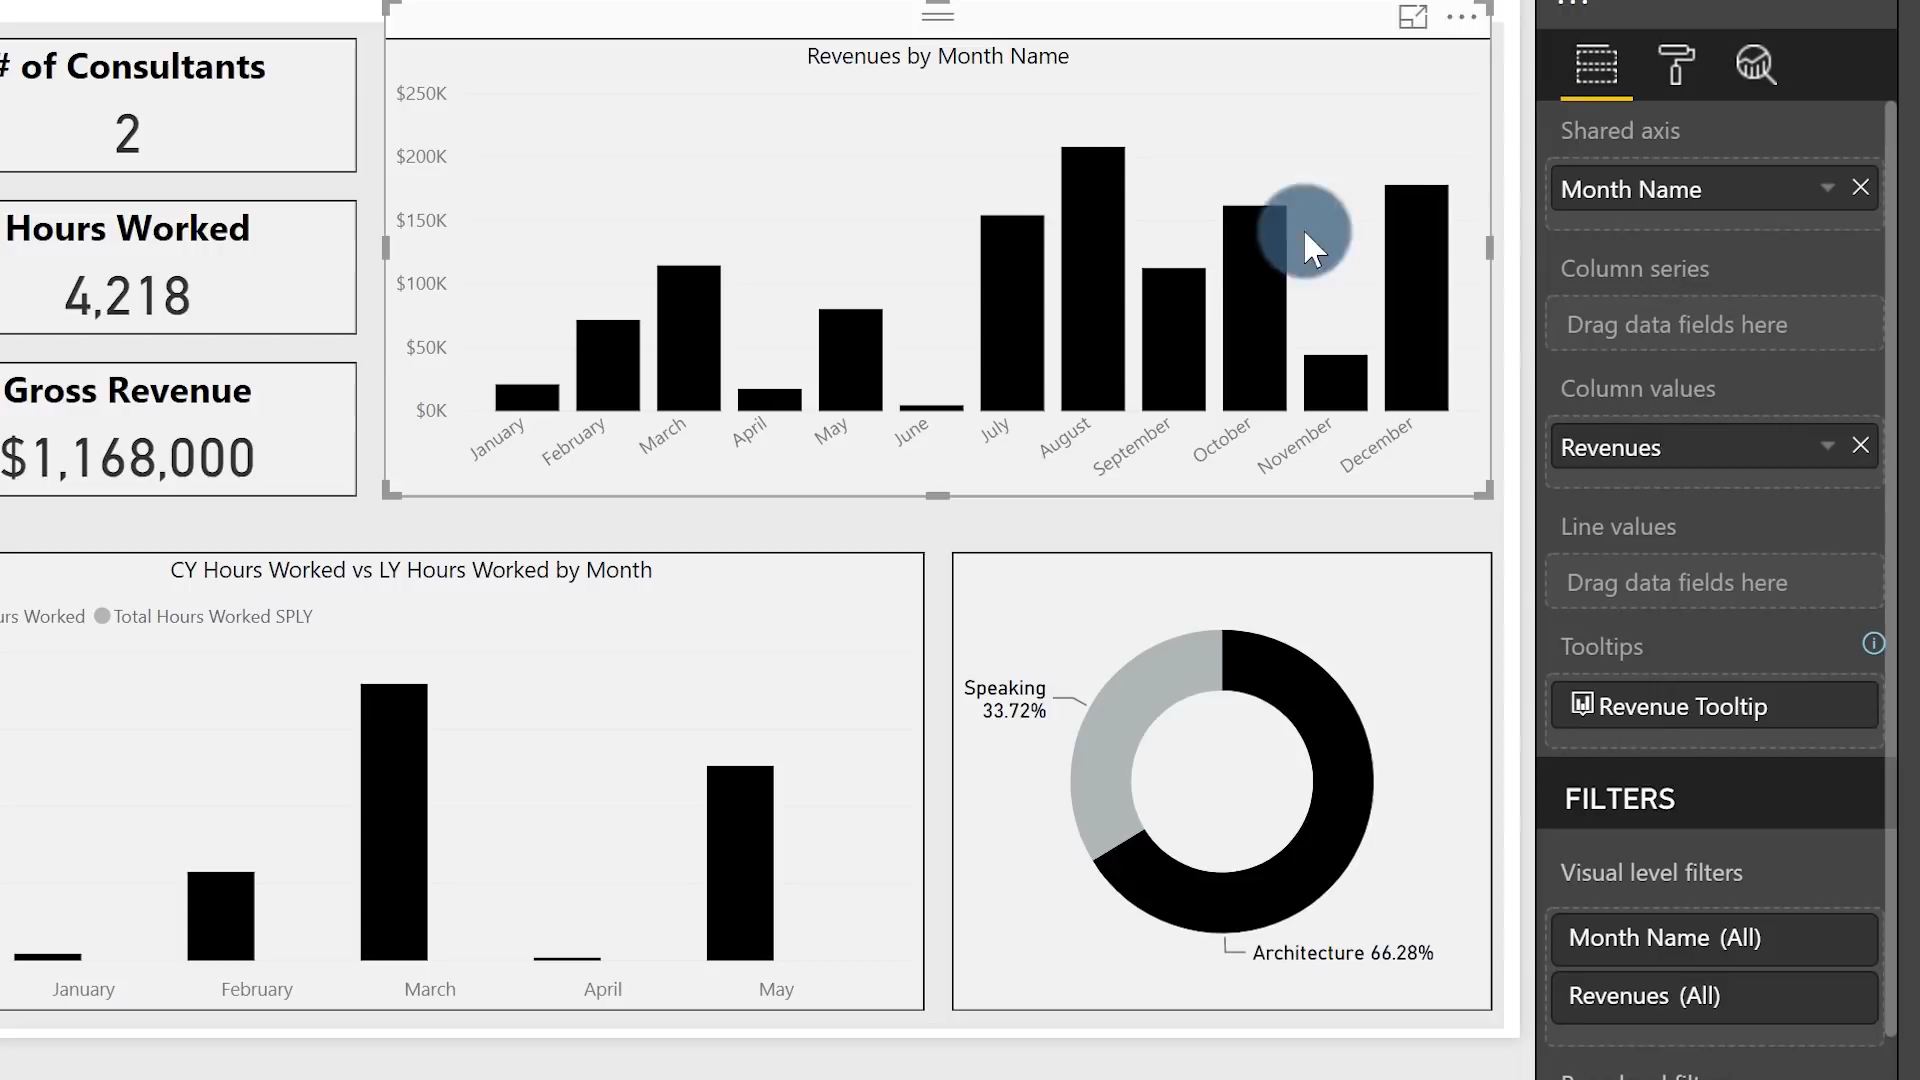 # of Consultants
2
Hours Worked
4,218
Gross Revenue
$1,168,000
Revenues by Month Name
$250K
$200K
$150K
$100K
$50K
$0K
January
February
March
April
May
June
July
August
September
October
November
December
CY Hours Worked vs LY Hours Worked by Month
Worked
Total Hours Worked SPLY
January
February
March
April
May
Speaking
33.72%
Architecture 66.28%
Shared axis
Month Name
Column series
Drag data fields here
Column values
Revenues
Line values
Drag data fields here
Tooltips
Revenue Tooltip
FILTERS
Visual level filters
Month Name (All)
Revenues (All)